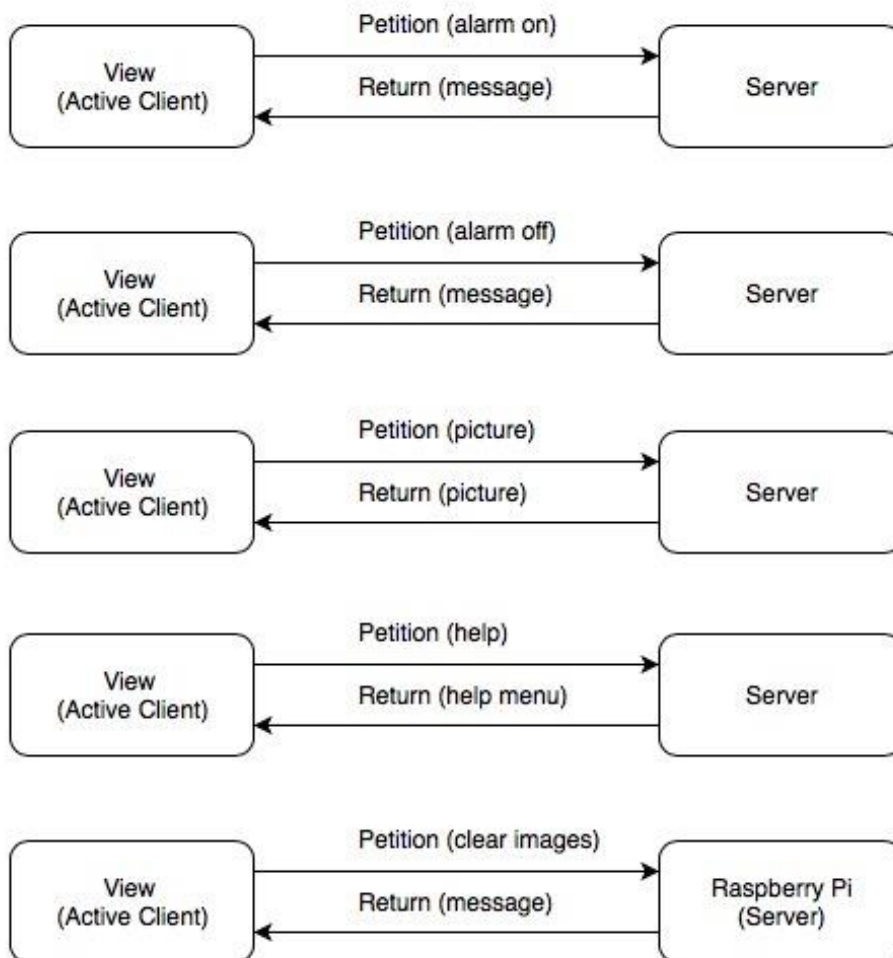 Petition (alarm on)
View
(Active Client)
Return (message)
Server
Petition (alarm off)
View
(Active Client)
Return (message)
Server
Petition (picture)
View
(Active Client)
Return (picture)
Server
Petition (help)
View
(Active Client)
Return (help menu)
Server
Petition (clear images)
View
(Active Client)
Return (message)
Raspberry Pi
(Server)